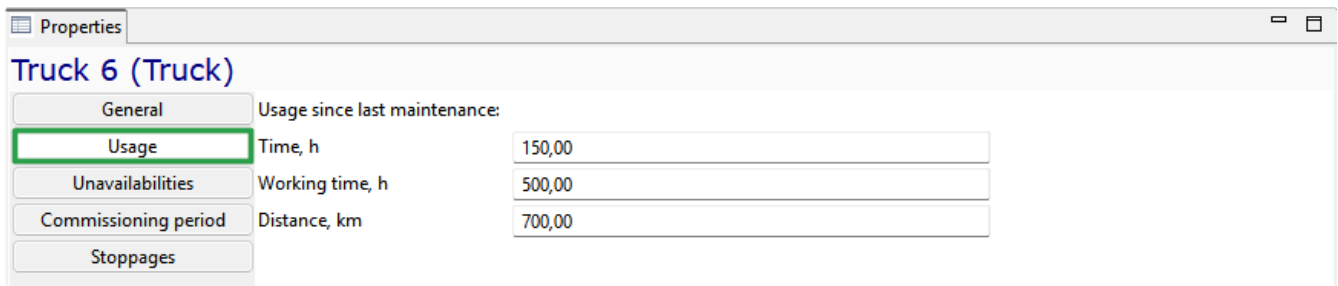 Properties
Truck 6 (Truck)
General
Usage since last maintenance:
Usage
Time, h
150,00
Unavailabilities
Working time, h
500,00
Commissioning period
Distance, km
700,00
Stoppages